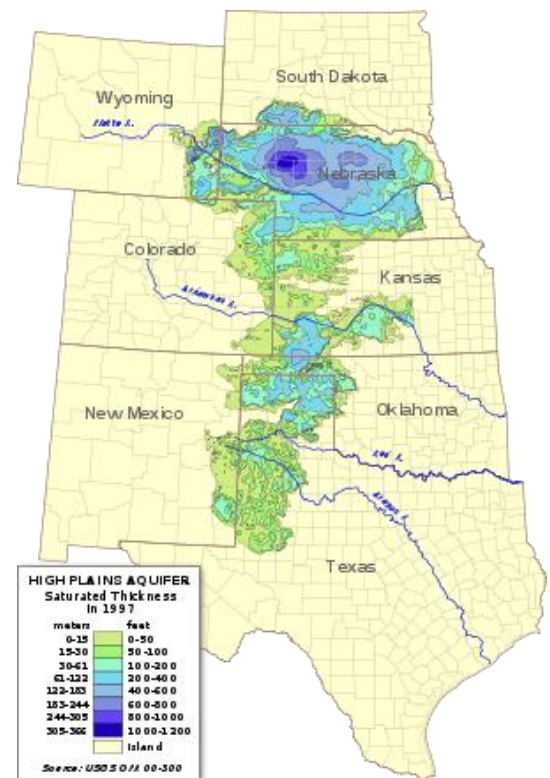 South Dakota
Wyoming
Platte R.
Nebraska
Colorado
Kansas
Arkansas R.
New Mexico
Oklahoma
Red R.
Brazos R.
Texas
HIGH PLAINS AQUIFER
Saturated Thickness
in 1997
meters feet
0-15 0-50
15-30 50-100
30-61 100-200
61-122 200-400
122-183 400-600
183-244 600-800
244-305 800-1000
305-366 1000-1200
Island
Source: USGS OFR 00-300